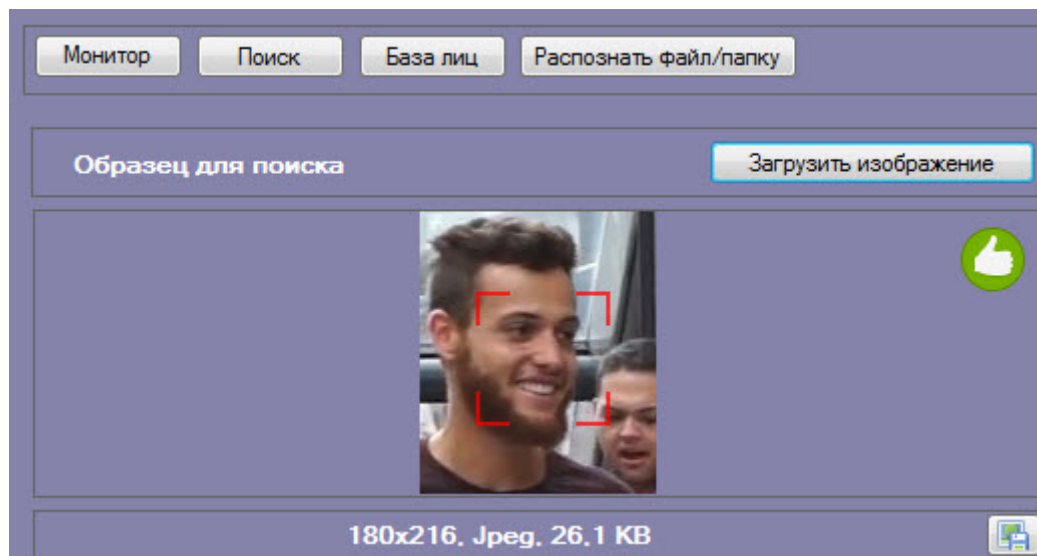 Монитор Поиск База лиц Распознать файл/папку
Образец для поиска Загрузить изображение
180x216, Jpeg, 26,1 KB